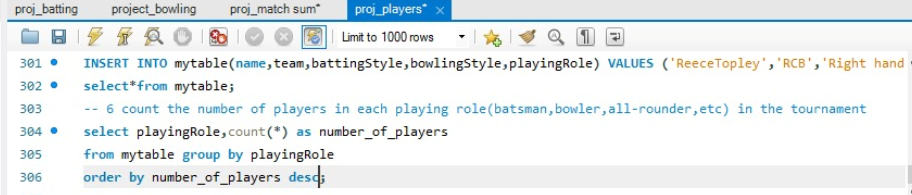 proj_batting project_bowling proj_match sum* proj_players*
Limit to 1000 rows
301 INSERT INTO mytable(name,team,battingStyle,bowlingStyle,playingRole) VALUES ('ReeceTopley','RCB','Right hand
302 select*from mytable;
303 -- 6 count the number of players in each playing role(batsman,bowler,all-rounder,etc) in the tournament
304 select playingRole,count(*) as number_of_players
305 from mytable group by playingRole
306 order by number_of_players desc;